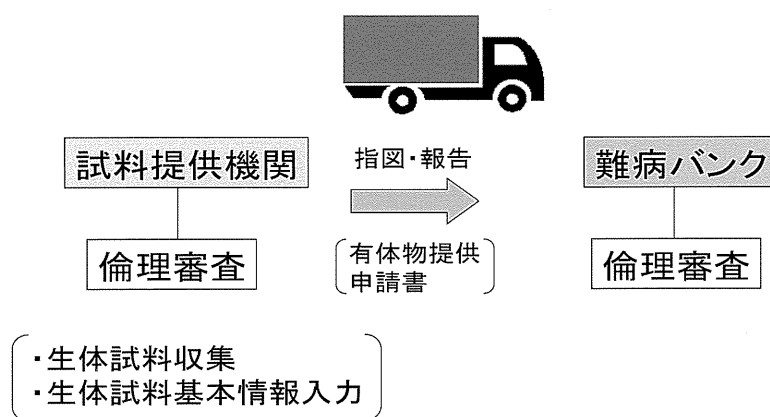 試料提供機関
指図・報告
難病バンク
倫理審査
有体物提供
申請書
倫理審査
・生体試料収集
・生体試料基本情報入力